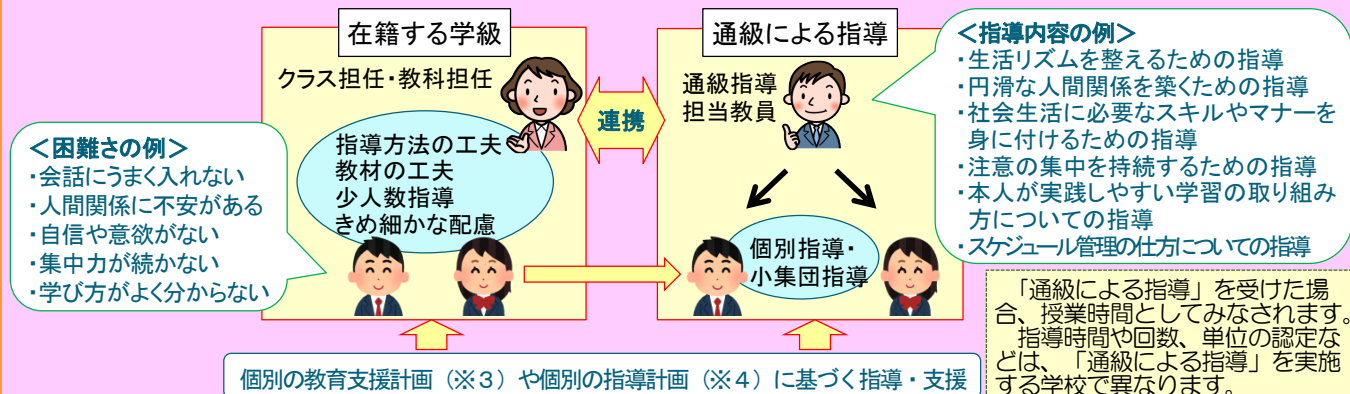 在籍する学級
クラス担任・教科担任
指導方法の工夫
教材の工夫
少人数指導
きめ細かな配慮
＜困難さの例＞
・会話にうまく入れない
・人間関係に不安がある
・自信や意欲がない
・集中力が続かない
・学び方がよく分からない
連携
通級による指導
通級指導
担当教員
個別指導・
小集団指導
＜指導内容の例＞
・生活リズムを整えるための指導
・円滑な人間関係を築くための指導
・社会生活に必要なスキルやマナーを
身に付けるための指導
・注意の集中を持続するための指導
・本人が実践しやすい学習の取り組み
方についての指導
・スケジュール管理の仕方についての指導
「通級による指導」を受けた場
合、授業時間としてみなされます。
指導時間や回数、単位の認定な
どは、「通級による指導」を実施
する学校で異なります。
個別の教育支援計画（※３）や個別の指導計画（※４）に基づく指導・支援